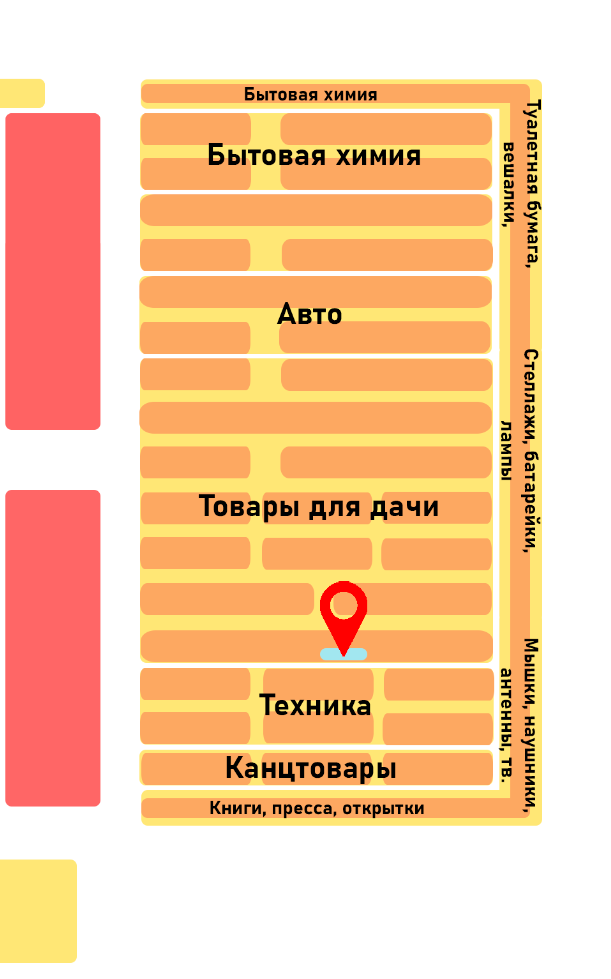 Бытовая химия
Бытовая химия
Туалетная бумага,
вешалки,
Авто
Стеллажи, батарейки,
лампы
Товары для дачи
Мышки, наушники,
антенны, тв.
Техника
Канцтовары
Книги, пресса, открытки